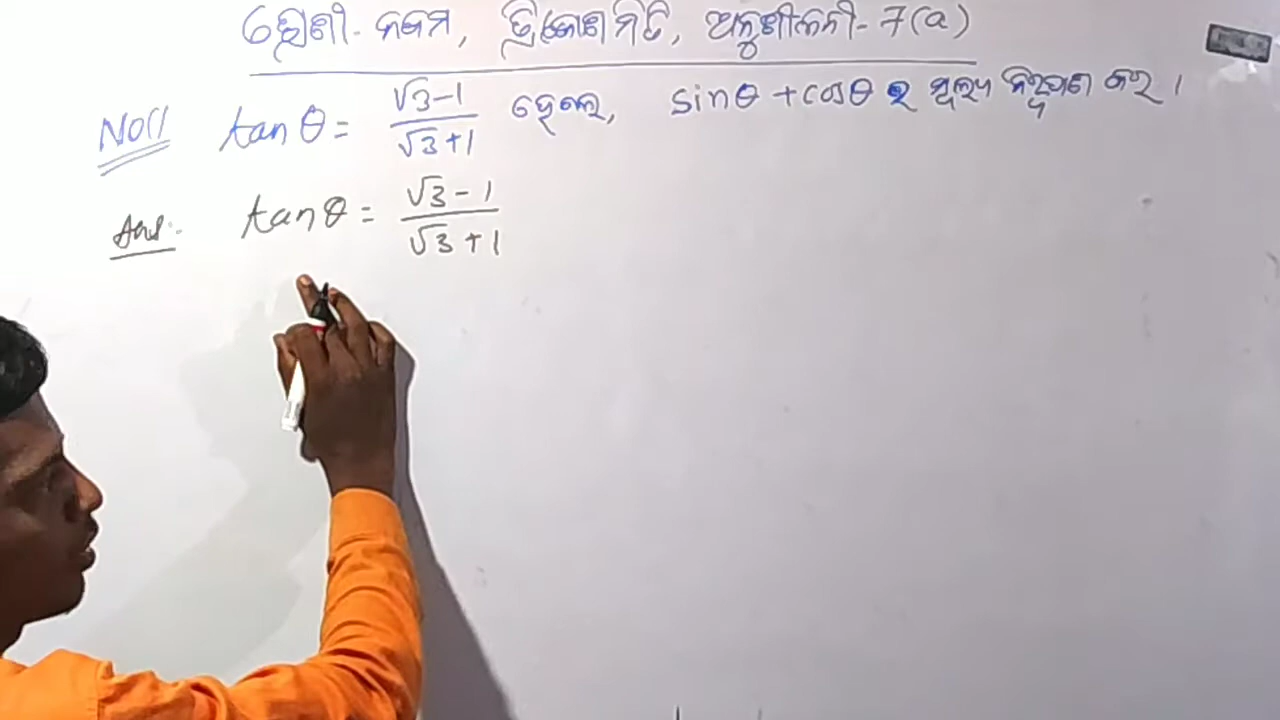 ଶ୍ରେଣୀ - ନବମ, ତ୍ରିକୋଣମିତି, ଅନୁଶୀଳନୀ - 7(a)
NO11 tanθ = (√3-1)/(√3+1) ହେଲେ, sinθ + cosθ ର ମୂଲ୍ୟ ନିରୂପଣ କର ।
Ans:- tanθ = (√3-1)/(√3+1)